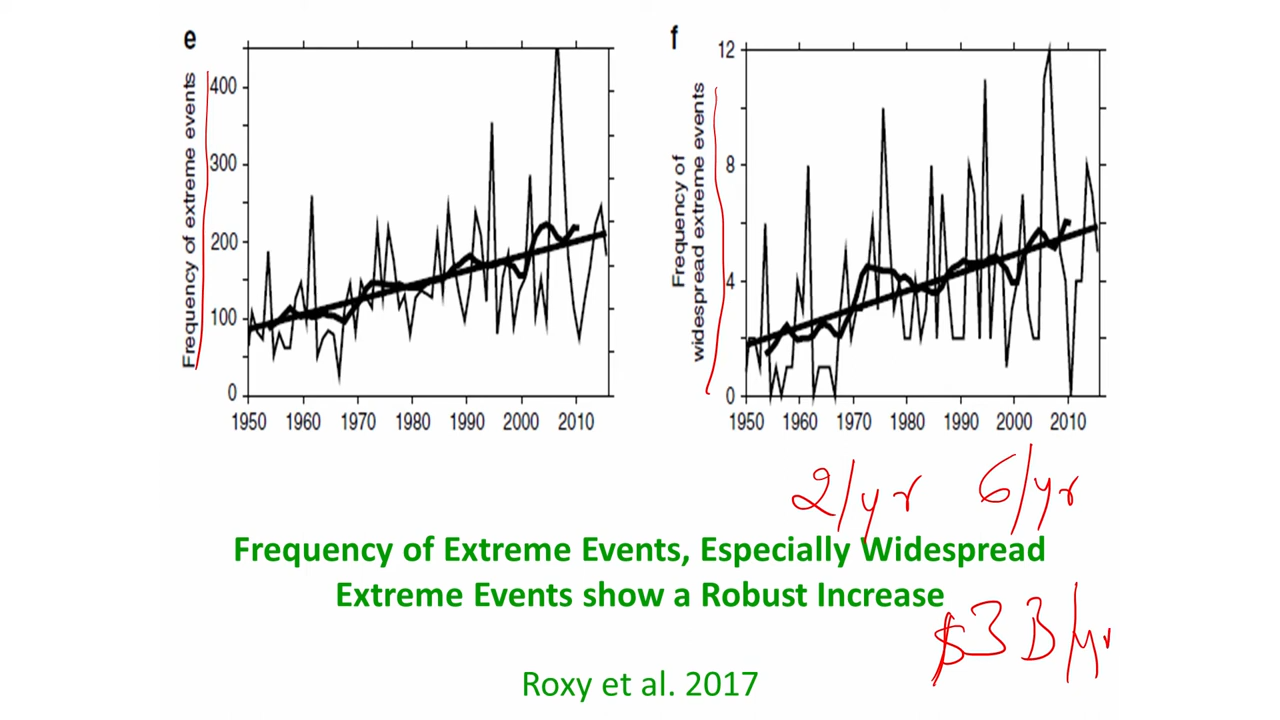 e
Frequency of extreme events
400
300
200
100
0
1950 1960 1970 1980 1990 2000 2010
f
Frequency of
widespread extreme events
12
8
4
0
1950 1960 1970 1980 1990 2000 2010
2/yr 6/yr
Frequency of Extreme Events, Especially Widespread
Extreme Events show a Robust Increase
$3 B/yr
Roxy et al. 2017